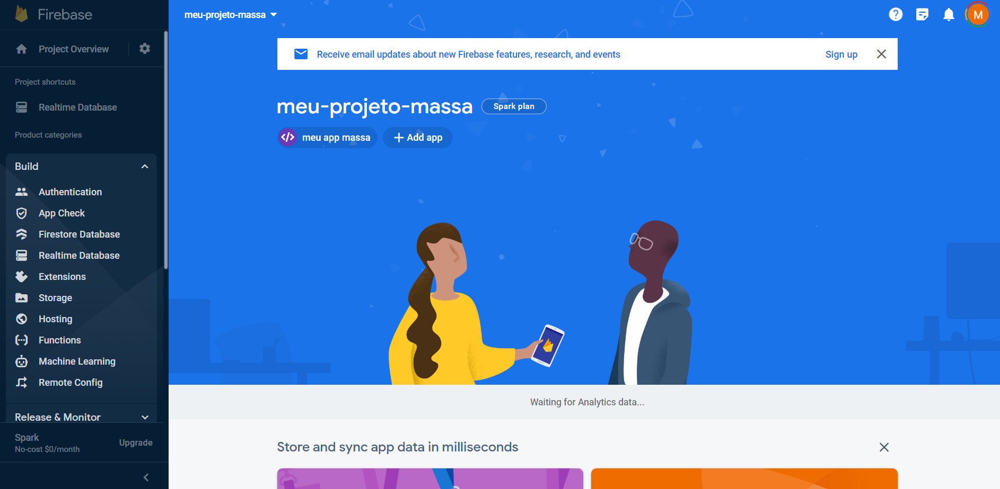 Firebase
Project Overview
Project shortcuts
Realtime Database
Product categories
Build
Authentication
App Check
Firestore Database
Realtime Database
Extensions
Storage
Hosting
Functions
Machine Learning
Remote Config
Release & Monitor
Spark
No-cost $0/month
Upgrade
meu-projeto-massa
?
M
Receive email updates about new Firebase features, research, and events
Sign up
meu-projeto-massa
Spark plan
</> meu app massa
+ Add app
Waiting for Analytics data...
Store and sync app data in milliseconds